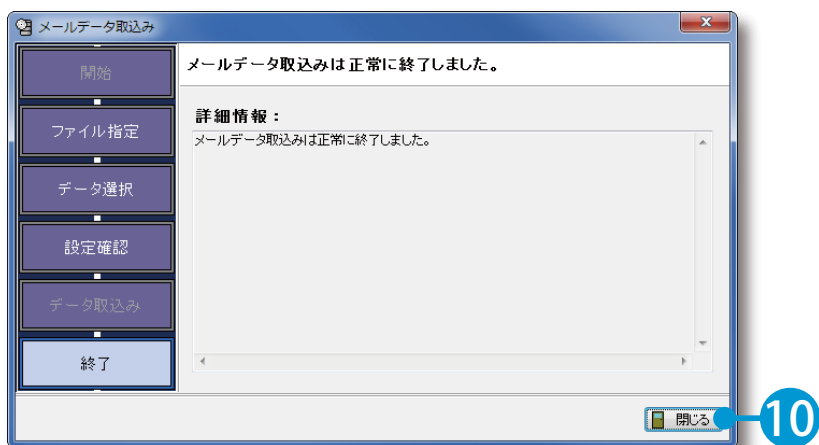 メールデータ取込み
開始
ファイル指定
データ選択
設定確認
データ取込み
終了
メールデータ取込みは正常に終了しました。
詳細情報：
メールデータ取込みは正常に終了しました。
閉じる
10